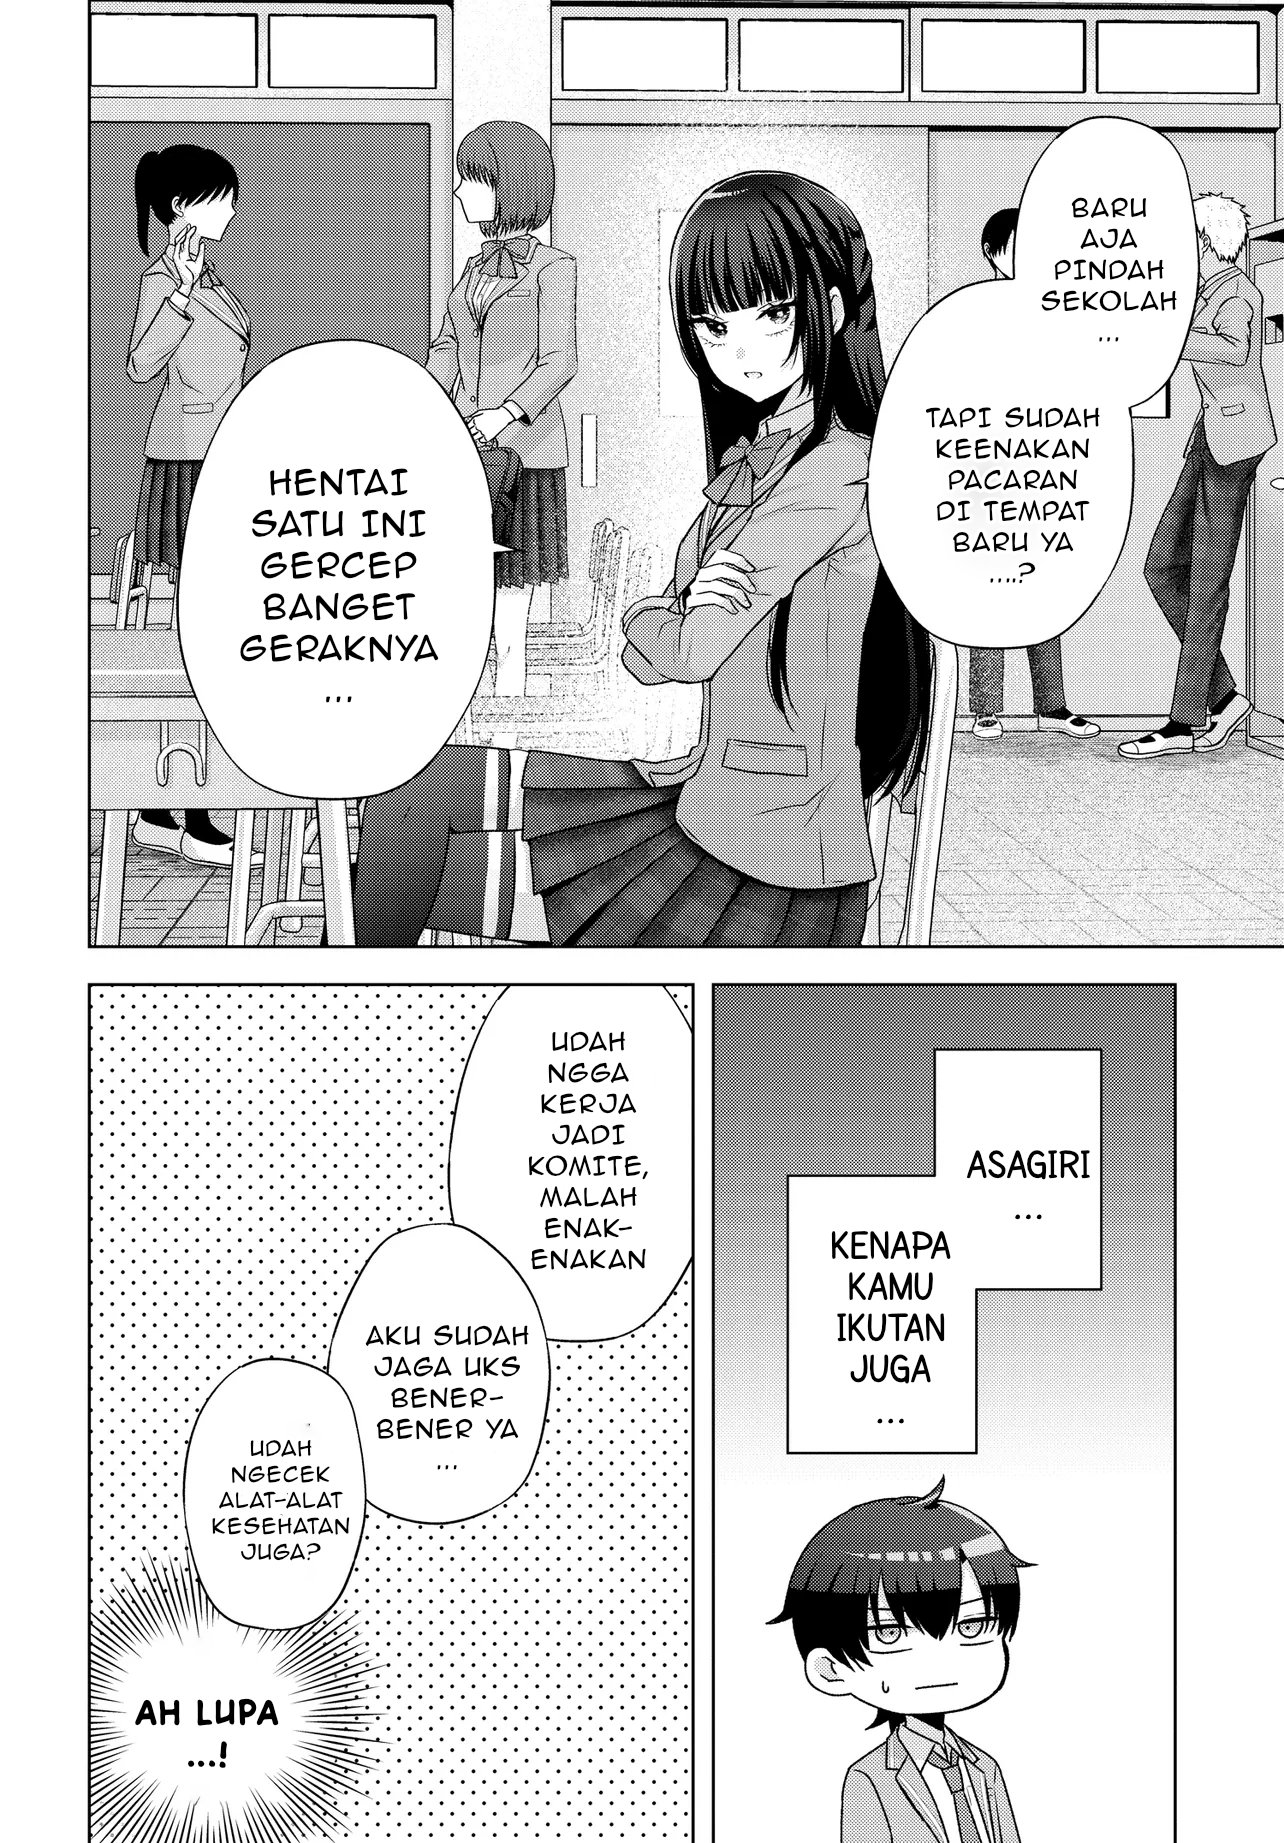 BARU
AJA
PINDAH
SEKOLAH
...
TAPI SUDAH
KEENAKAN
PACARAN
DI TEMPAT
BARU YA
....?
HENTAI
SATU INI
GERCEP
BANGET
GERAKNYA
...
ASAGIRI
...
KENAPA
KAMU
IKUTAN
JUGA
...
UDAH
NGGA
KERJA
JADI
KOMITE,
MALAH
ENAK-
ENAKAN
AKU SUDAH
JAGA UKS
BENER-
BENER YA
...
UDAH
NGECEK
ALAT-ALAT
KESEHATAN
JUGA?
AH LUPA
...!